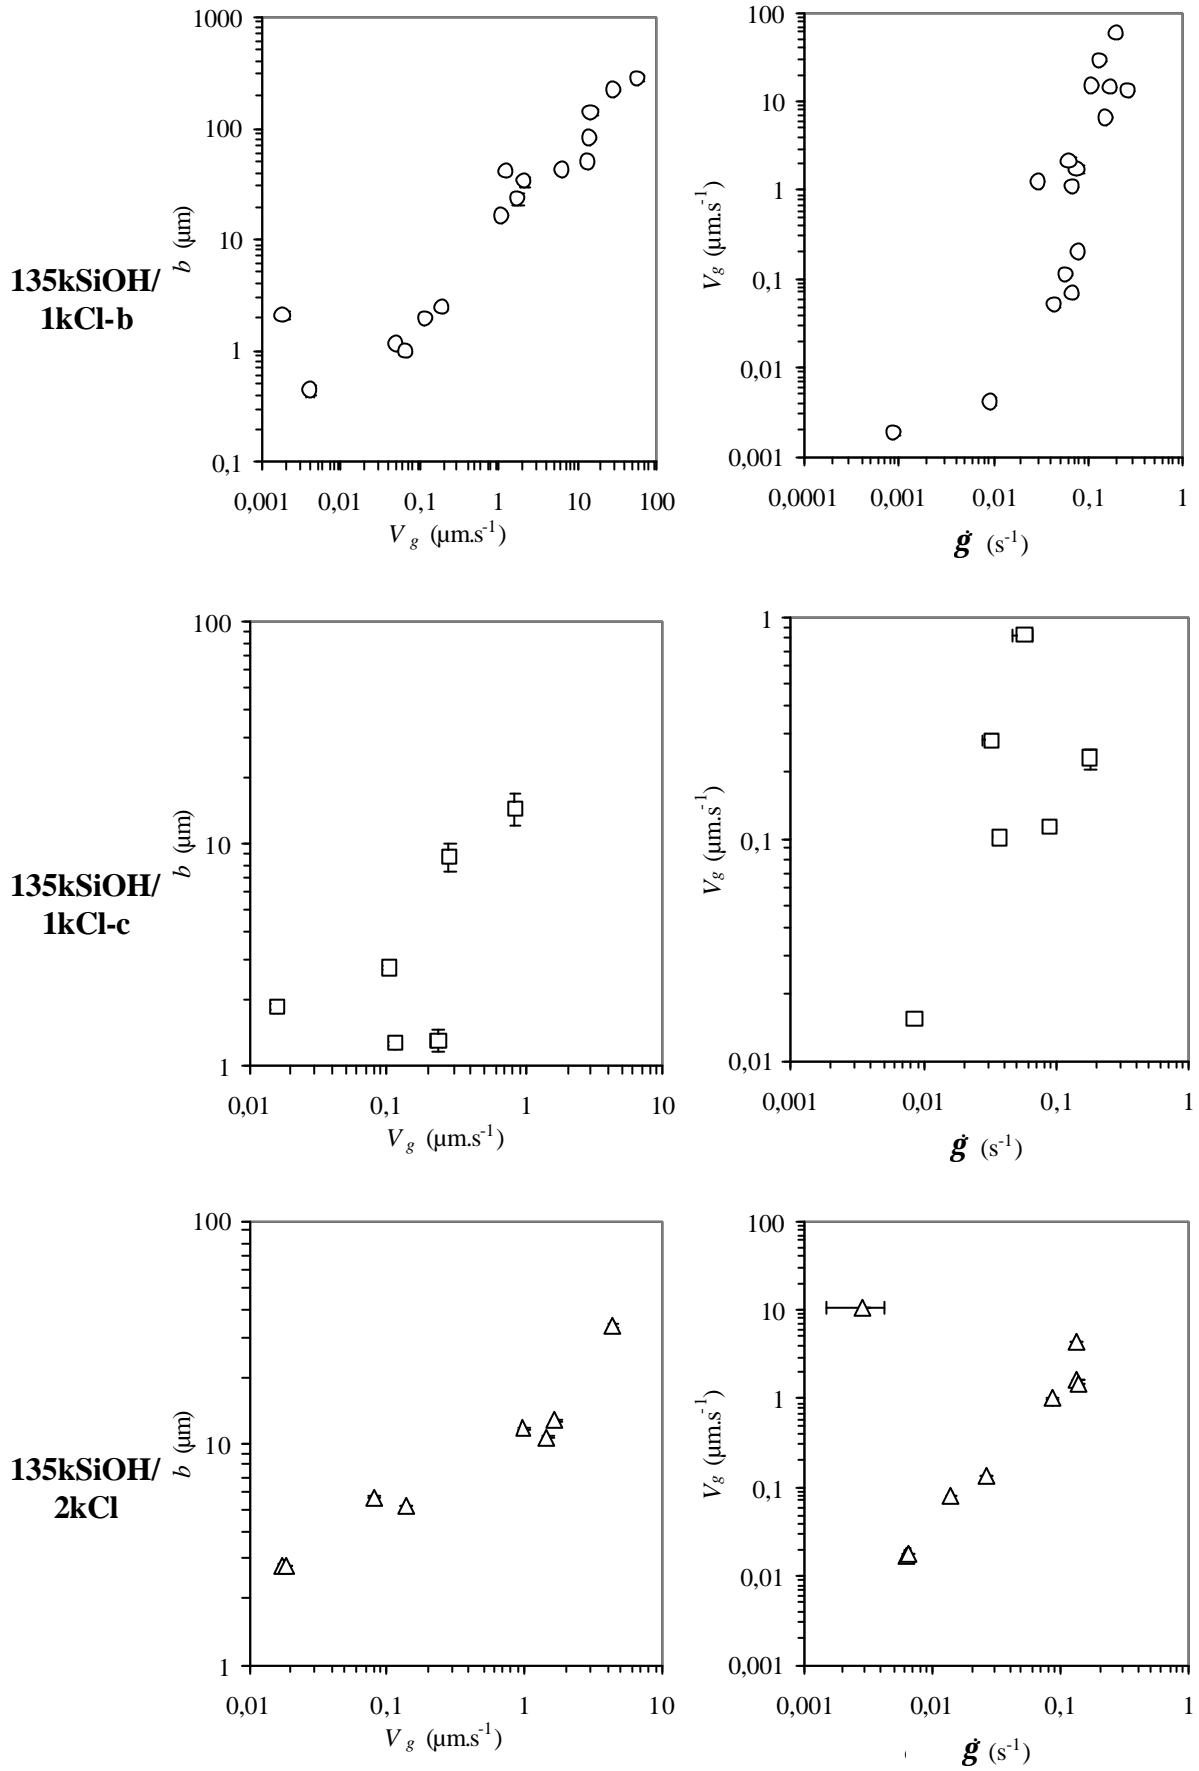 135kSiOH/
1kCl-b
1000
100
10
1
0,1
b (µm)
0,001 0,01 0,1 1 10 100
V g (µm.s-1)
100
10
1
0,1
0,01
0,001
Vg (µm.s-1)
0,0001 0,001 0,01 0,1 1
ġ (s-1)
135kSiOH/
1kCl-c
100
10
1
b (µm)
0,01 0,1 1 10
V g (µm.s-1)
1
0,1
0,01
Vg (µm.s-1)
0,001 0,01 0,1 1
ġ (s-1)
135kSiOH/
2kCl
100
10
1
b (µm)
0,01 0,1 1 10
V g (µm.s-1)
100
10
1
0,1
0,01
0,001
Vg (µm.s-1)
0,001 0,01 0,1 1
ġ (s-1)